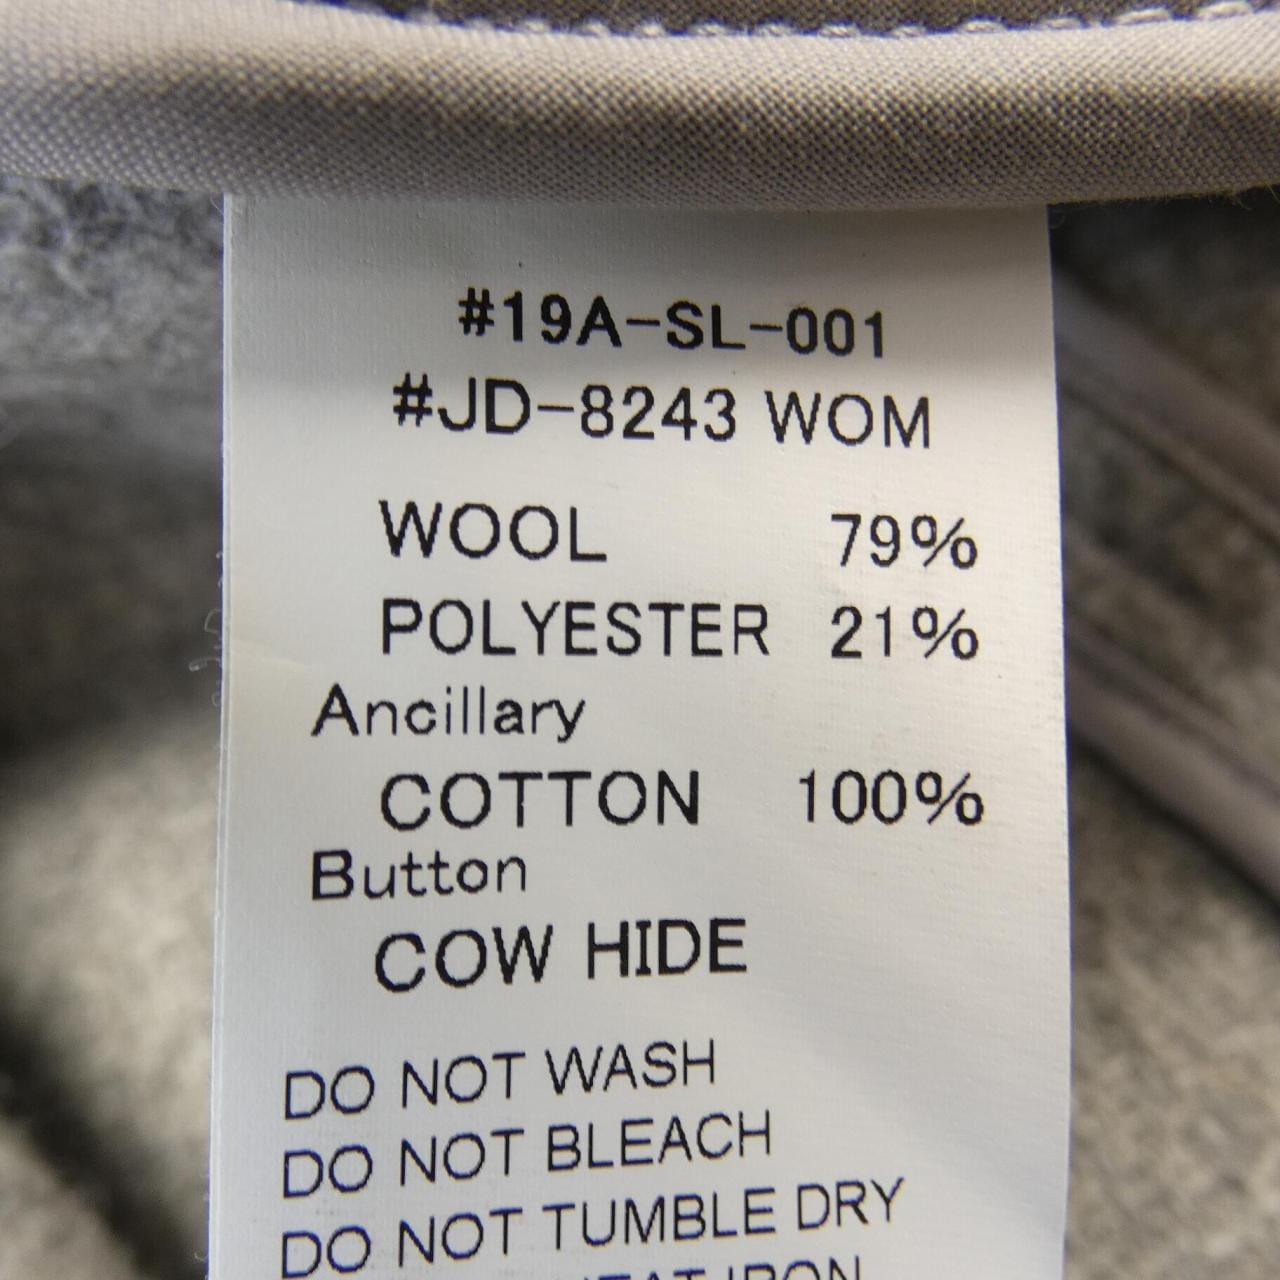 #19A-SL-001
#JD-8243 WOM
WOOL 79%
POLYESTER 21%
Ancillary
COTTON 100%
Button
COW HIDE
DO NOT WASH
DO NOT BLEACH
DO NOT TUMBLE DRY
IRON